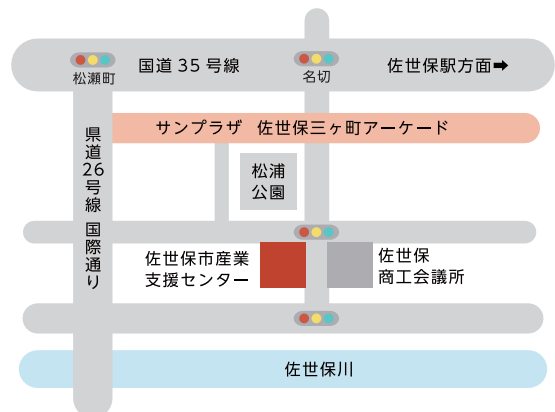 国道 35 号線
佐世保駅方面➡
松瀬町
名切
サンプラザ 佐世保三ヶ町アーケード
県道26号線 国際通り
松浦
公園
佐世保市産業
支援センター
佐世保
商工会議所
佐世保川